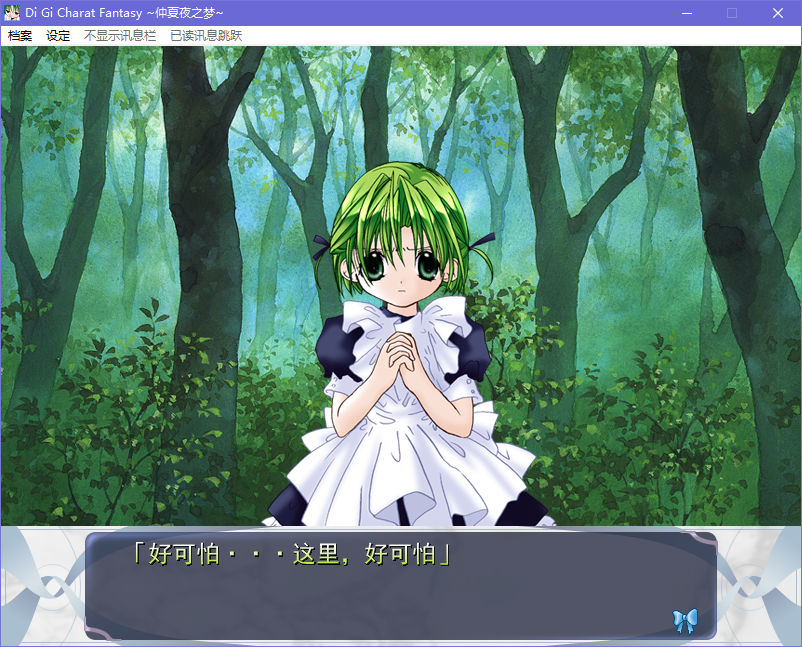 Di Gi Charat Fantasy ~仲夏夜之梦~
档案 设定 不显示讯息栏 已读讯息跳跃
「好可怕・・・这里，好可怕」